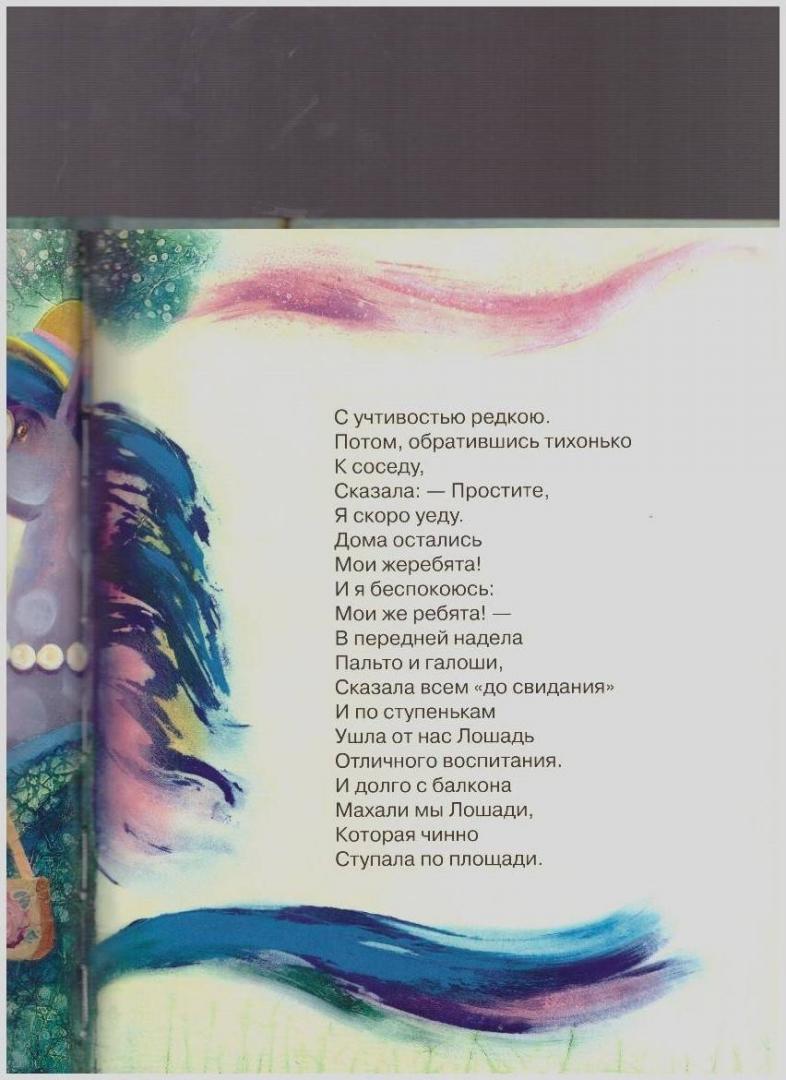 С учтивостью редкою.
Потом, обратившись тихонько
К соседу,
Сказала: — Простите,
Я скоро уеду.
Дома остались
Мои жеребята!
И я беспокоюсь:
Мои же ребята! —
В передней надела
Пальто и галоши,
Сказала всем «до свидания»
И по ступенькам
Ушла от нас Лошадь
Отличного воспитания.
И долго с балкона
Махали мы Лошади,
Которая чинно
Ступала по площади.